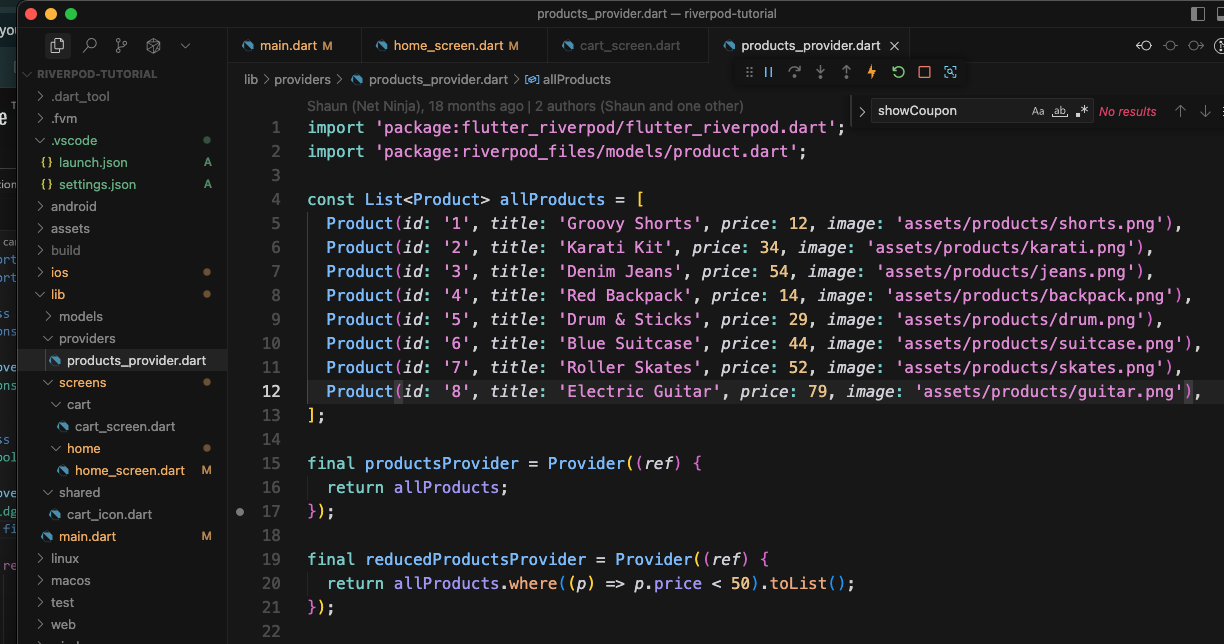 products_provider.dart — riverpod-tutorial
main.dart M
home_screen.dart M
cart_screen.dart
products_provider.dart
RIVERPOD-TUTORIAL
.dart_tool
.fvm
.vscode
{} launch.json A
{} settings.json A
android
assets
build
ios
lib
models
providers
products_provider.dart
screens
cart
cart_screen.dart
home
home_screen.dart M
shared
cart_icon.dart
main.dart M
linux
macos
test
web
lib > providers > products_provider.dart > allProducts
showCoupon Aa ab .* No results
Shaun (Net Ninja), 18 months ago | 2 authors (Shaun and one other)
1 import 'package:flutter_riverpod/flutter_riverpod.dart';
2 import 'package:riverpod_files/models/product.dart';
3
4 const List<Product> allProducts = [
5 Product(id: '1', title: 'Groovy Shorts', price: 12, image: 'assets/products/shorts.png'),
6 Product(id: '2', title: 'Karati Kit', price: 34, image: 'assets/products/karati.png'),
7 Product(id: '3', title: 'Denim Jeans', price: 54, image: 'assets/products/jeans.png'),
8 Product(id: '4', title: 'Red Backpack', price: 14, image: 'assets/products/backpack.png'),
9 Product(id: '5', title: 'Drum & Sticks', price: 29, image: 'assets/products/drum.png'),
10 Product(id: '6', title: 'Blue Suitcase', price: 44, image: 'assets/products/suitcase.png'),
11 Product(id: '7', title: 'Roller Skates', price: 52, image: 'assets/products/skates.png'),
12 Product(id: '8', title: 'Electric Guitar', price: 79, image: 'assets/products/guitar.png'),
13 ];
14
15 final productsProvider = Provider((ref) {
16 return allProducts;
17 });
18
19 final reducedProductsProvider = Provider((ref) {
20 return allProducts.where((p) => p.price < 50).toList();
21 });
22